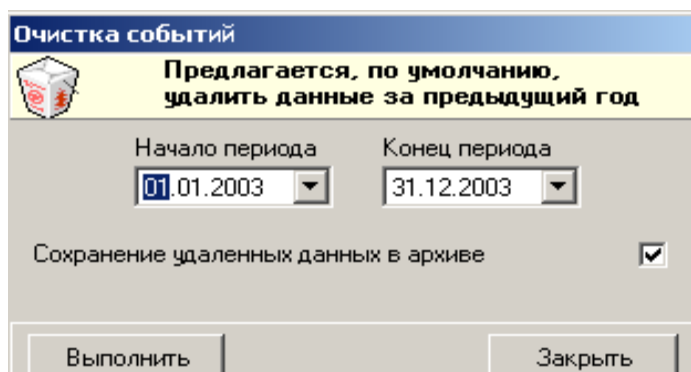 Очистка событий
Предлагается, по умолчанию,
удалить данные за предыдущий год
Начало периода Конец периода
01.01.2003 31.12.2003
Сохранение удаленных данных в архиве
Выполнить Закрыть